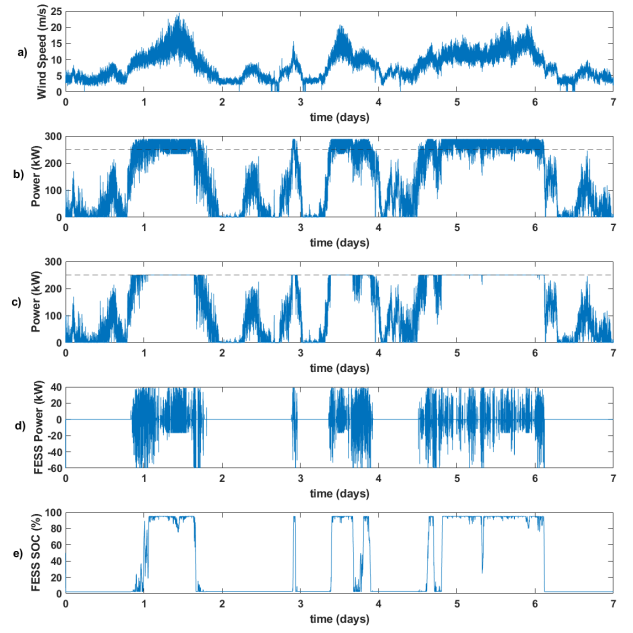 a)
Wind Speed (m/s)
25
20
15
10
5
0
0 1 2 3 4 5 6 7
time (days)
b)
Power (kW)
300
200
100
0
0 1 2 3 4 5 6 7
time (days)
c)
Power (kW)
300
200
100
0
0 1 2 3 4 5 6 7
time (days)
d)
FESS Power (kW)
40
20
0
-20
-40
-60
0 1 2 3 4 5 6 7
time (days)
e)
FESS SOC (%)
100
80
60
40
20
0
0 1 2 3 4 5 6 7
time (days)